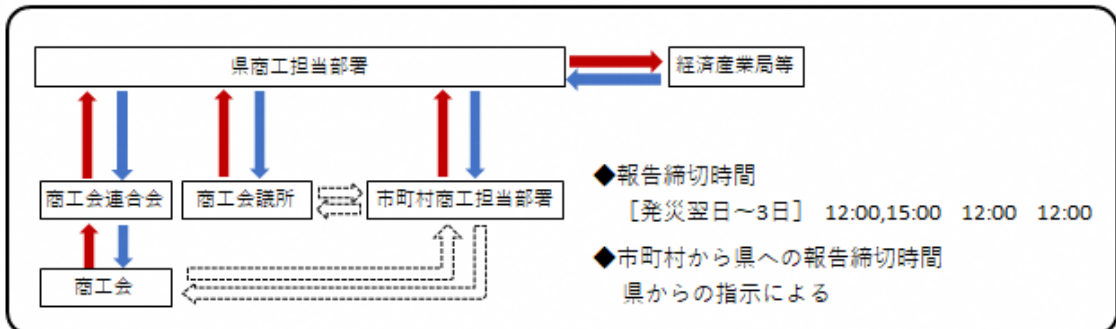 県商工担当部署
経済産業局等
商工会連合会
商工会議所
市町村商工担当部署
商工会
◆報告締切時間
［発災翌日～3日］ 12:00,15:00 12:00 12:00
◆市町村から県への報告締切時間
県からの指示による